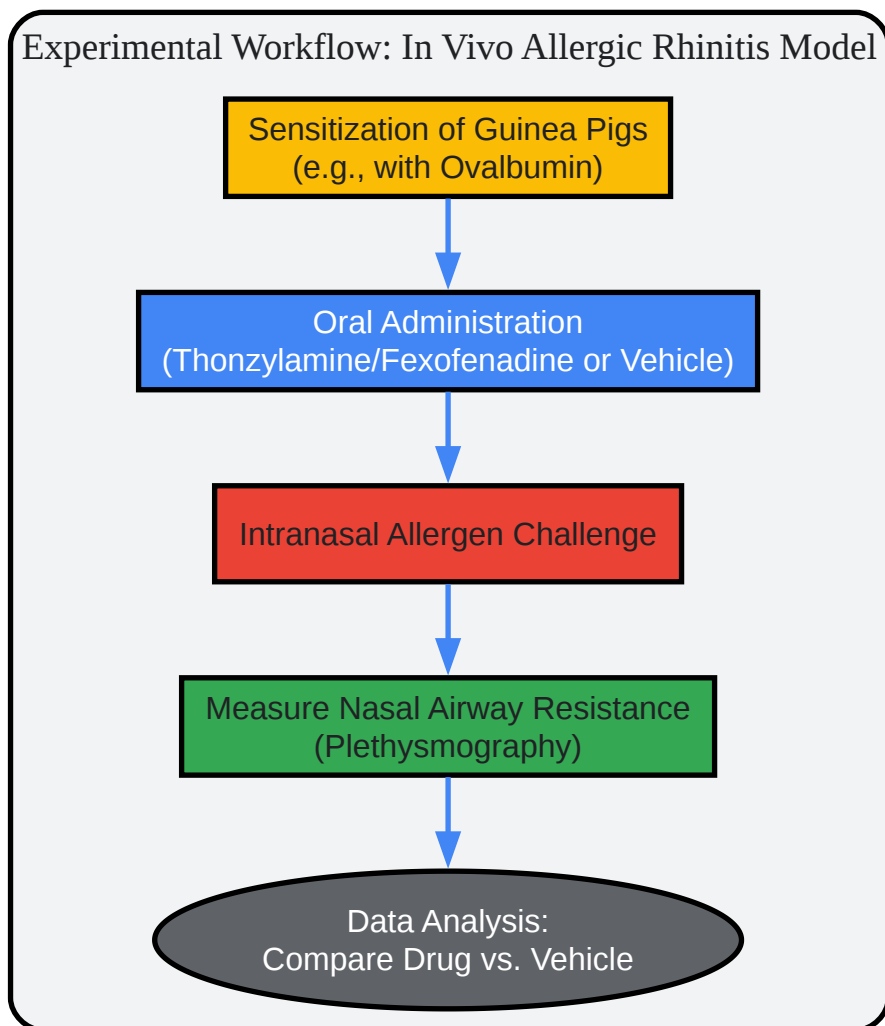 Experimental Workflow: In Vivo Allergic Rhinitis Model
Sensitization of Guinea Pigs
(e.g., with Ovalbumin)
Oral Administration
(Thonzylamine/Fexofenadine or Vehicle)
Intranasal Allergen Challenge
Measure Nasal Airway Resistance
(Plethysmography)
Data Analysis:
Compare Drug vs. Vehicle